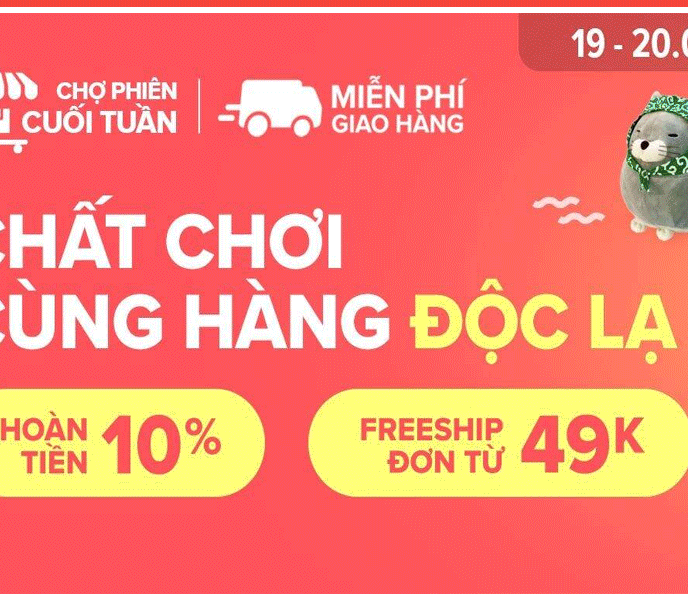 19 - 20.0
CHỢ PHIÊN
CUỐI TUẦN
MIỄN PHÍ
GIAO HÀNG
CHẤT CHƠI
CÙNG HÀNG ĐỘC LẠ
HOÀN
TIỀN 10%
FREESHIP
ĐƠN TỪ 49K